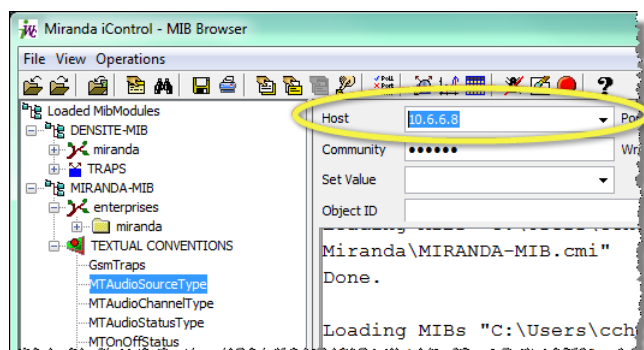 Miranda iControl - MIB Browser
File View Operations
Loaded MibModules
DENSITE-MIB
miranda
TRAPS
MIRANDA-MIB
enterprises
miranda
TEXTUAL CONVENTIONS
GsmTraps
MTAudioSourceType
MTAudioChannelType
MTAudioStatusType
MTOnOffStatus
Host 10.6.6.8
Community ••••••
Set Value
Object ID
Miranda\MIRANDA-MIB.cmi"
Done.
Loading MIBs "C:\Users\cch